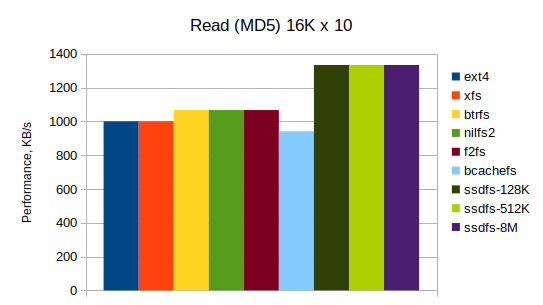 Read (MD5) 16K x 10
Performance, KB/s
1400
1200
1000
800
600
400
200
0
ext4
xfs
btrfs
nilfs2
f2fs
bcachefs
ssdfs-128K
ssdfs-512K
ssdfs-8M